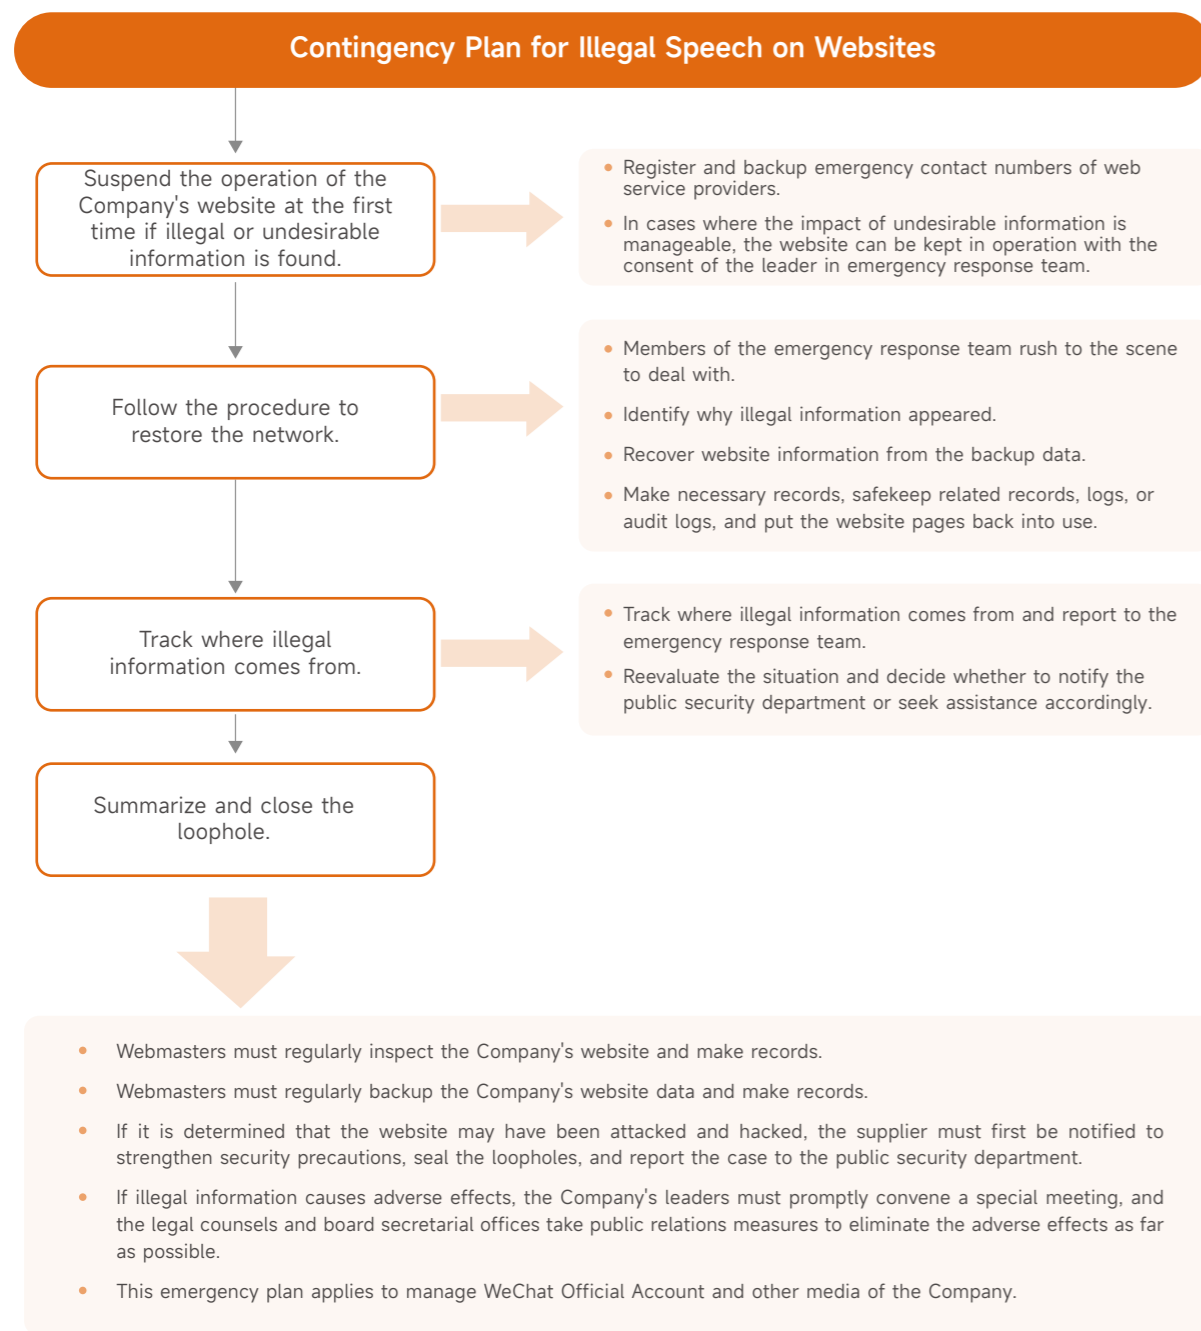 Contingency Plan for Illegal Speech on Websites
Suspend the operation of the
Company's website at the first
time if illegal or undesirable
information is found.
• Register and backup emergency contact numbers of web
service providers.
• In cases where the impact of undesirable information is
manageable, the website can be kept in operation with the
consent of the leader in emergency response team.
Follow the procedure to
restore the network.
• Members of the emergency response team rush to the scene
to deal with.
• Identify why illegal information appeared.
• Recover website information from the backup data.
• Make necessary records, safekeep related records, logs, or
audit logs, and put the website pages back into use.
Track where illegal
information comes from.
• Track where illegal information comes from and report to the
emergency response team.
• Reevaluate the situation and decide whether to notify the
public security department or seek assistance accordingly.
Summarize and close the
loophole.
• Webmasters must regularly inspect the Company's website and make records.
• Webmasters must regularly backup the Company's website data and make records.
• If it is determined that the website may have been attacked and hacked, the supplier must first be notified to
strengthen security precautions, seal the loopholes, and report the case to the public security department.
• If illegal information causes adverse effects, the Company's leaders must promptly convene a special meeting, and
the legal counsels and board secretarial offices take public relations measures to eliminate the adverse effects as far
as possible.
• This emergency plan applies to manage WeChat Official Account and other media of the Company.